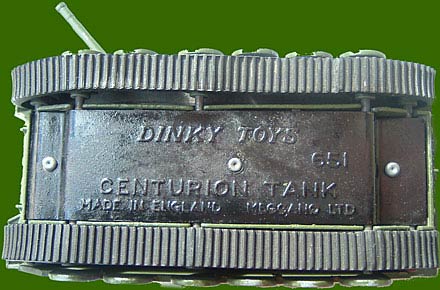 DINKY TOYS
651
CENTURION TANK
MADE IN ENGLAND MECCANO LTD